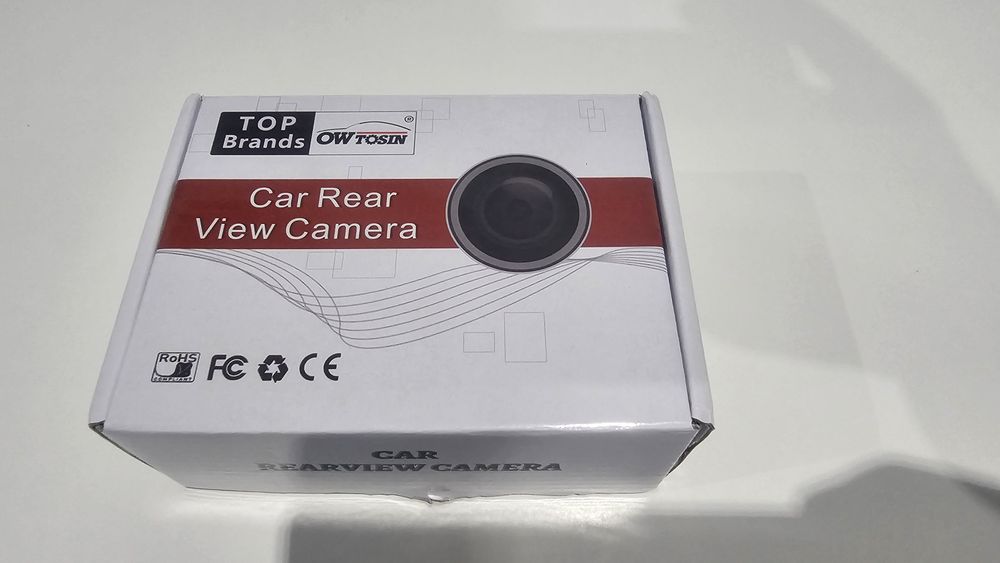 TOP
Brands
OWTOSIN®
Car Rear
View Camera
RoHS
COMPLIANT
FC CE
CAR
REARVIEW CAMERA